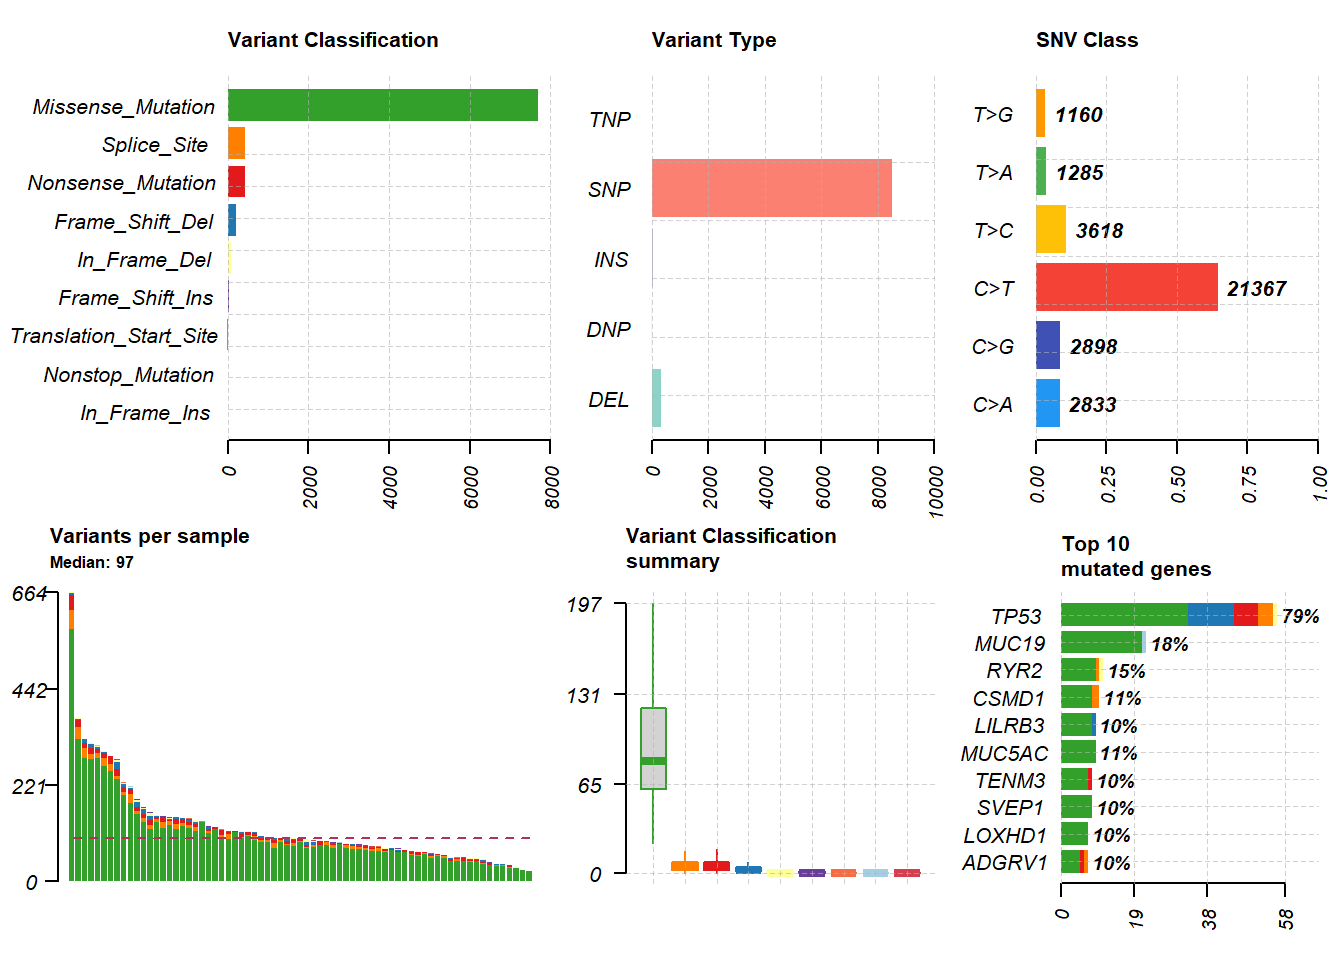 Variant Classification
Missense_Mutation
Splice_Site
Nonsense_Mutation
Frame_Shift_Del
In_Frame_Del
Frame_Shift_Ins
Translation_Start_Site
Nonstop_Mutation
In_Frame_Ins
0
2000
4000
6000
8000
Variant Type
TNP
SNP
INS
DNP
DEL
0
2000
4000
6000
8000
10000
SNV Class
T>G 1160
T>A 1285
T>C 3618
C>T 21367
C>G 2898
C>A 2833
0.00
0.25
0.50
0.75
1.00
Variants per sample
Median: 97
664
442
221
0
Variant Classification
summary
197
131
65
0
Top 10
mutated genes
TP53 79%
MUC19 18%
RYR2 15%
CSMD1 11%
LILRB3 10%
MUC5AC 11%
TENM3 10%
SVEP1 10%
LOXHD1 10%
ADGRV1 10%
0
19
38
58